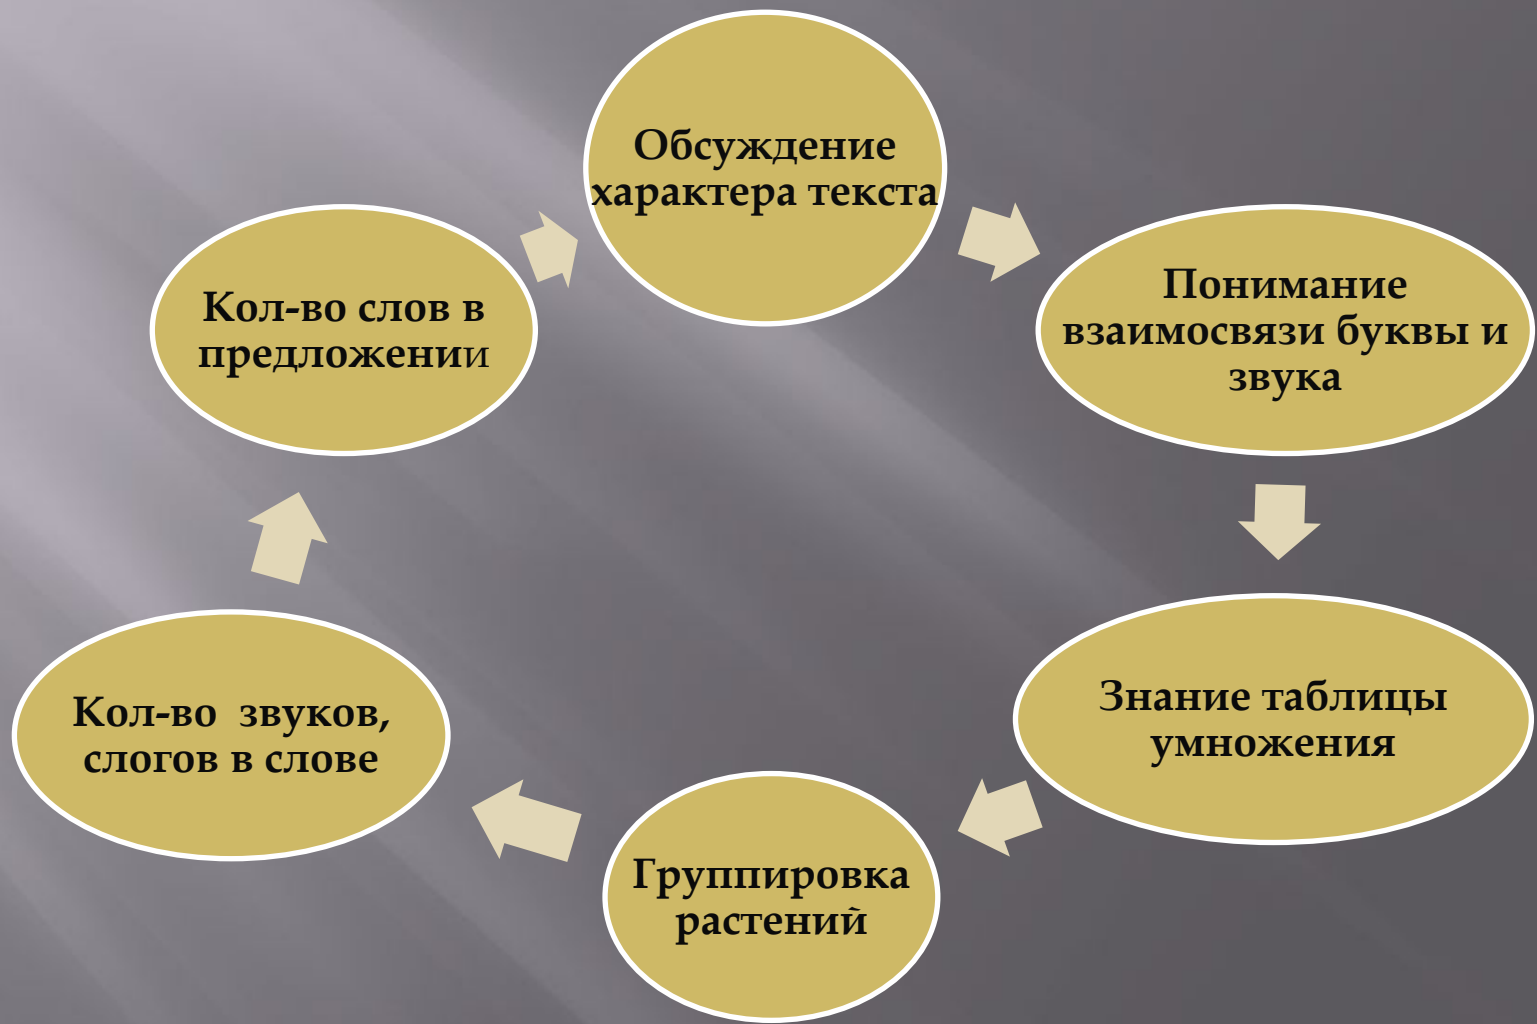 Обсуждение
характера текста
Понимание
взаимосвязи буквы и
звука
Знание таблицы
умножения
Группировка
растений
Кол-во звуков,
слогов в слове
Кол-во слов в
предложении